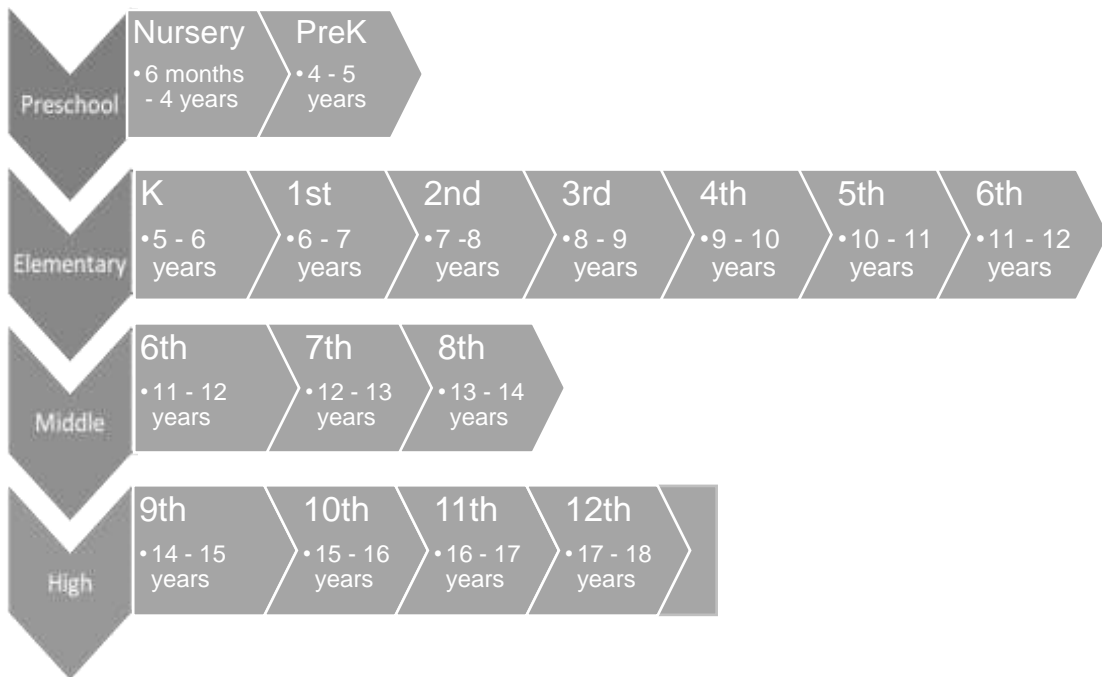 Preschool
Nursery
• 6 months
- 4 years
PreK
• 4 - 5
years
Elementary
K
• 5 - 6
years
1st
• 6 - 7
years
2nd
• 7 -8
years
3rd
• 8 - 9
years
4th
• 9 - 10
years
5th
• 10 - 11
years
6th
• 11 - 12
years
Middle
6th
• 11 - 12
years
7th
• 12 - 13
years
8th
• 13 - 14
years
High
9th
• 14 - 15
years
10th
• 15 - 16
years
11th
• 16 - 17
years
12th
• 17 - 18
years